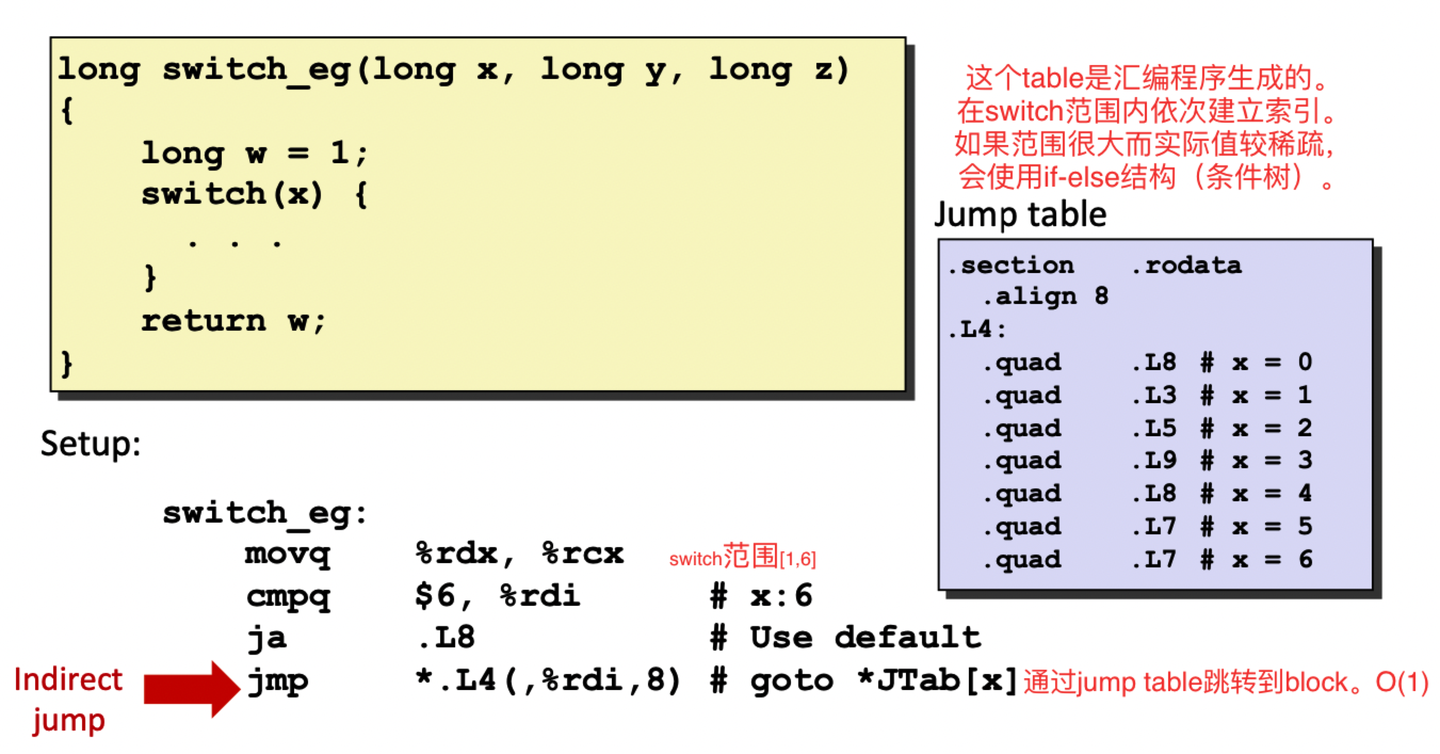 long switch_eg(long x, long y, long z)
{
    long w = 1;
    switch(x) {
      . . .
    }
    return w;
}
这个table是汇编程序生成的。
在switch范围内依次建立索引。
如果范围很大而实际值较稀疏,
会使用if-else结构（条件树）。
Jump table
.section    .rodata
  .align 8
.L4:
  .quad     .L8 # x = 0
  .quad     .L3 # x = 1
  .quad     .L5 # x = 2
  .quad     .L9 # x = 3
  .quad     .L8 # x = 4
  .quad     .L7 # x = 5
  .quad     .L7 # x = 6
Setup:
switch_eg:
    movq    %rdx, %rcx    switch范围[1,6]
    cmpq    $6, %rdi      # x:6
    ja      .L8           # Use default
    jmp     *.L4(,%rdi,8) # goto *JTab[x] 通过jump table跳转到block。O(1)
Indirect
jump